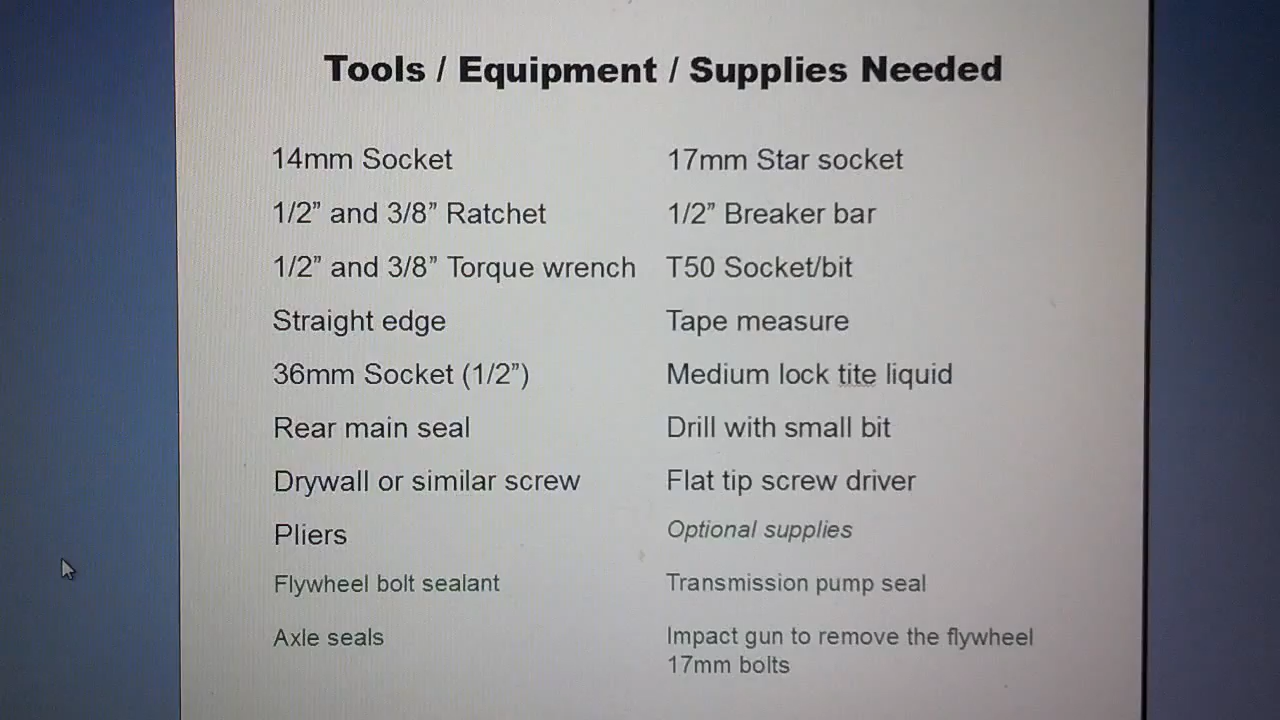 Tools / Equipment / Supplies Needed
14mm Socket
17mm Star socket
1/2” and 3/8” Ratchet
1/2” Breaker bar
1/2” and 3/8” Torque wrench
T50 Socket/bit
Straight edge
Tape measure
36mm Socket (1/2”)
Medium lock tite liquid
Rear main seal
Drill with small bit
Drywall or similar screw
Flat tip screw driver
Pliers
Optional supplies
Flywheel bolt sealant
Transmission pump seal
Axle seals
Impact gun to remove the flywheel
17mm bolts